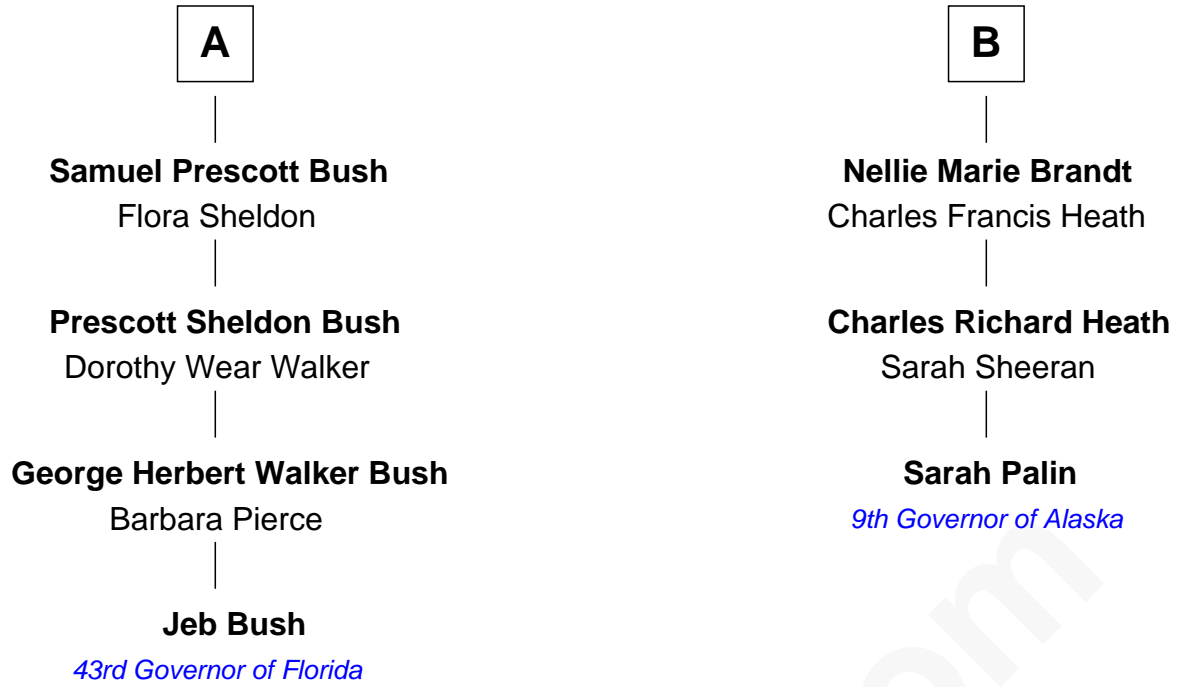 A
Samuel Prescott Bush
Flora Sheldon
Prescott Sheldon Bush
Dorothy Wear Walker
George Herbert Walker Bush
Barbara Pierce
Jeb Bush
43rd Governor of Florida
B
Nellie Marie Brandt
Charles Francis Heath
Charles Richard Heath
Sarah Sheeran
Sarah Palin
9th Governor of Alaska